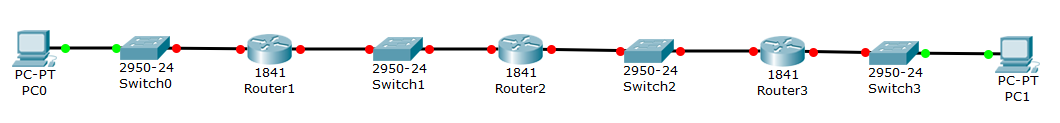 PC-PT
PC0
2950-24
Switch0
1841
Router1
2950-24
Switch1
1841
Router2
2950-24
Switch2
1841
Router3
2950-24
Switch3
PC-PT
PC1